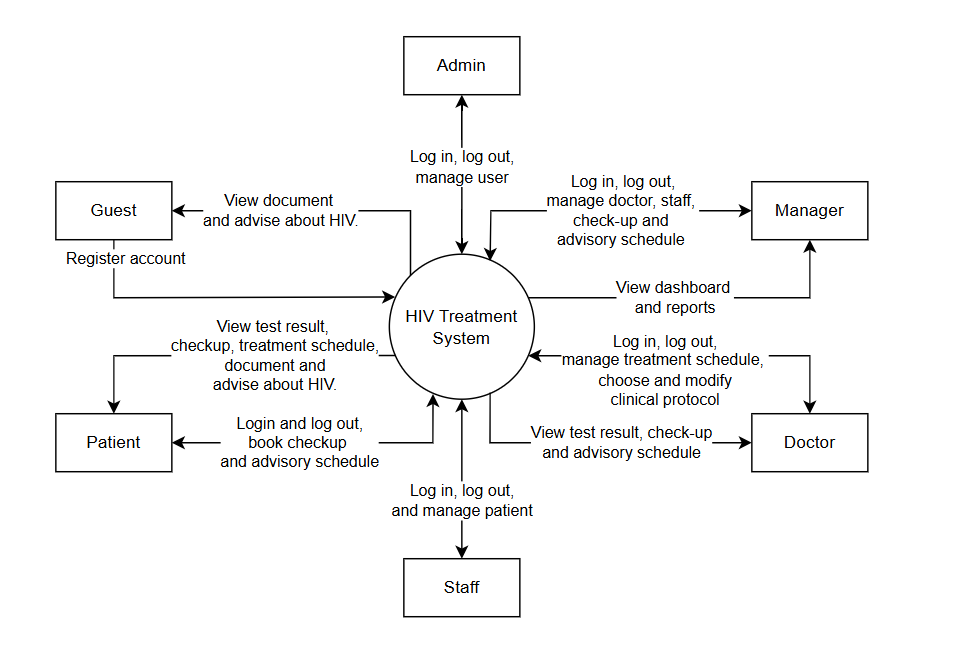 Admin
Log in, log out,
manage user
Guest
View document
and advise about HIV.
Log in, log out,
manage doctor, staff,
check-up and
advisory schedule
Manager
Register account
HIV Treatment
System
View dashboard
and reports
View test result,
checkup, treatment schedule,
document and
advise about HIV.
Log in, log out,
manage treatment schedule,
choose and modify
clinical protocol
Patient
Login and log out,
book checkup
and advisory schedule
View test result, check-up
and advisory schedule
Doctor
Log in, log out,
and manage patient
Staff